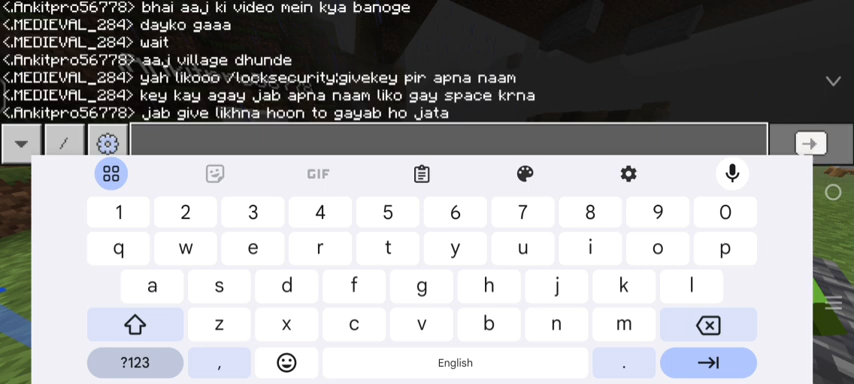 <.Ankitpro56778> bhai aaj ki video mein kya banoge
<.MEDIEVAL_284> dayko gaaa
<.MEDIEVAL_284> wait
<.Ankitpro56778> aaj village dhunde
<.MEDIEVAL_284> yah likooo /locksecurity:givekey pir apna naam
<.MEDIEVAL_284> key kay agay jab apna naam liko gay space krna
<.Ankitpro56778> jab give likhna hoon to gayab ho jata
/
GIF
1 2 3 4 5 6 7 8 9 0
q w e r t y u i o p
a s d f g h j k l
z x c v b n m
?123 , English .